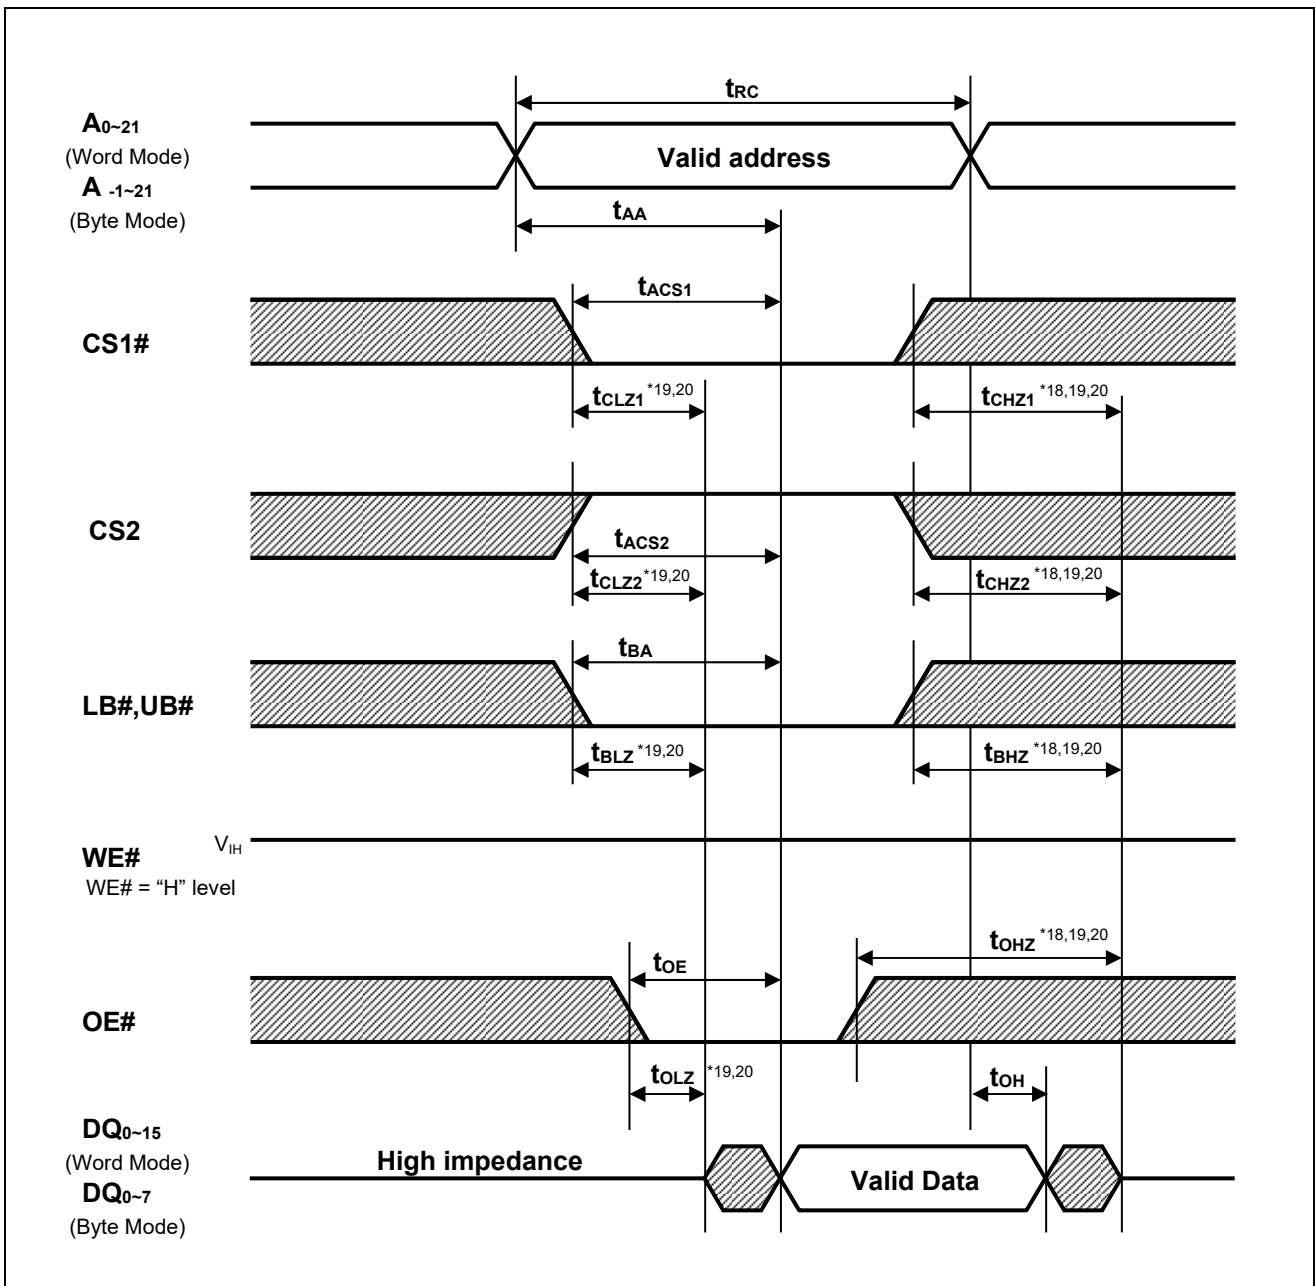 tRC
A0~21
(Word Mode)
Valid address
A -1~21
(Byte Mode)
tAA
tACS1
CS1#
tCLZ1 *19,20
tCHZ1 *18,19,20
CS2
tACS2
tCLZ2 *19,20
tCHZ2 *18,19,20
tBA
LB#,UB#
tBLZ *19,20
tBHZ *18,19,20
VIH
WE#
WE# = “H” level
tOHZ *18,19,20
tOE
OE#
tOLZ *19,20
tOH
DQ0~15
(Word Mode)
High impedance
Valid Data
DQ0~7
(Byte Mode)